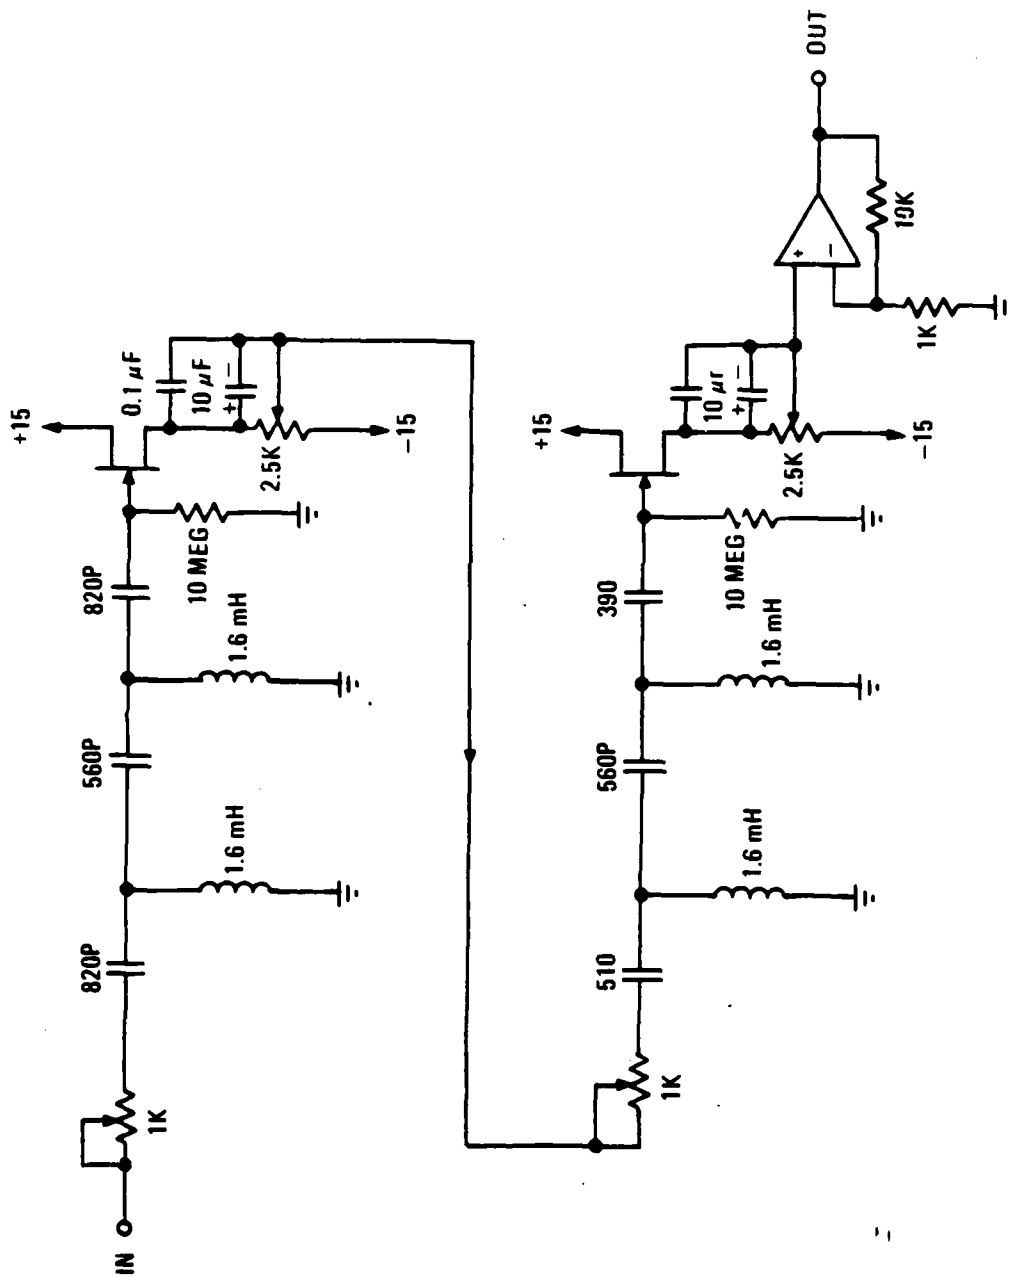 IN
1K
820P
1.6 mH
560P
1.6 mH
820P
10 MEG
+15
0.1 µF
10 µF
+ −
2.5K
−15
1K
510
1.6 mH
560P
1.6 mH
390
10 MEG
+15
10 µF
+ −
2.5K
−15
+
−
10K
1K
OUT